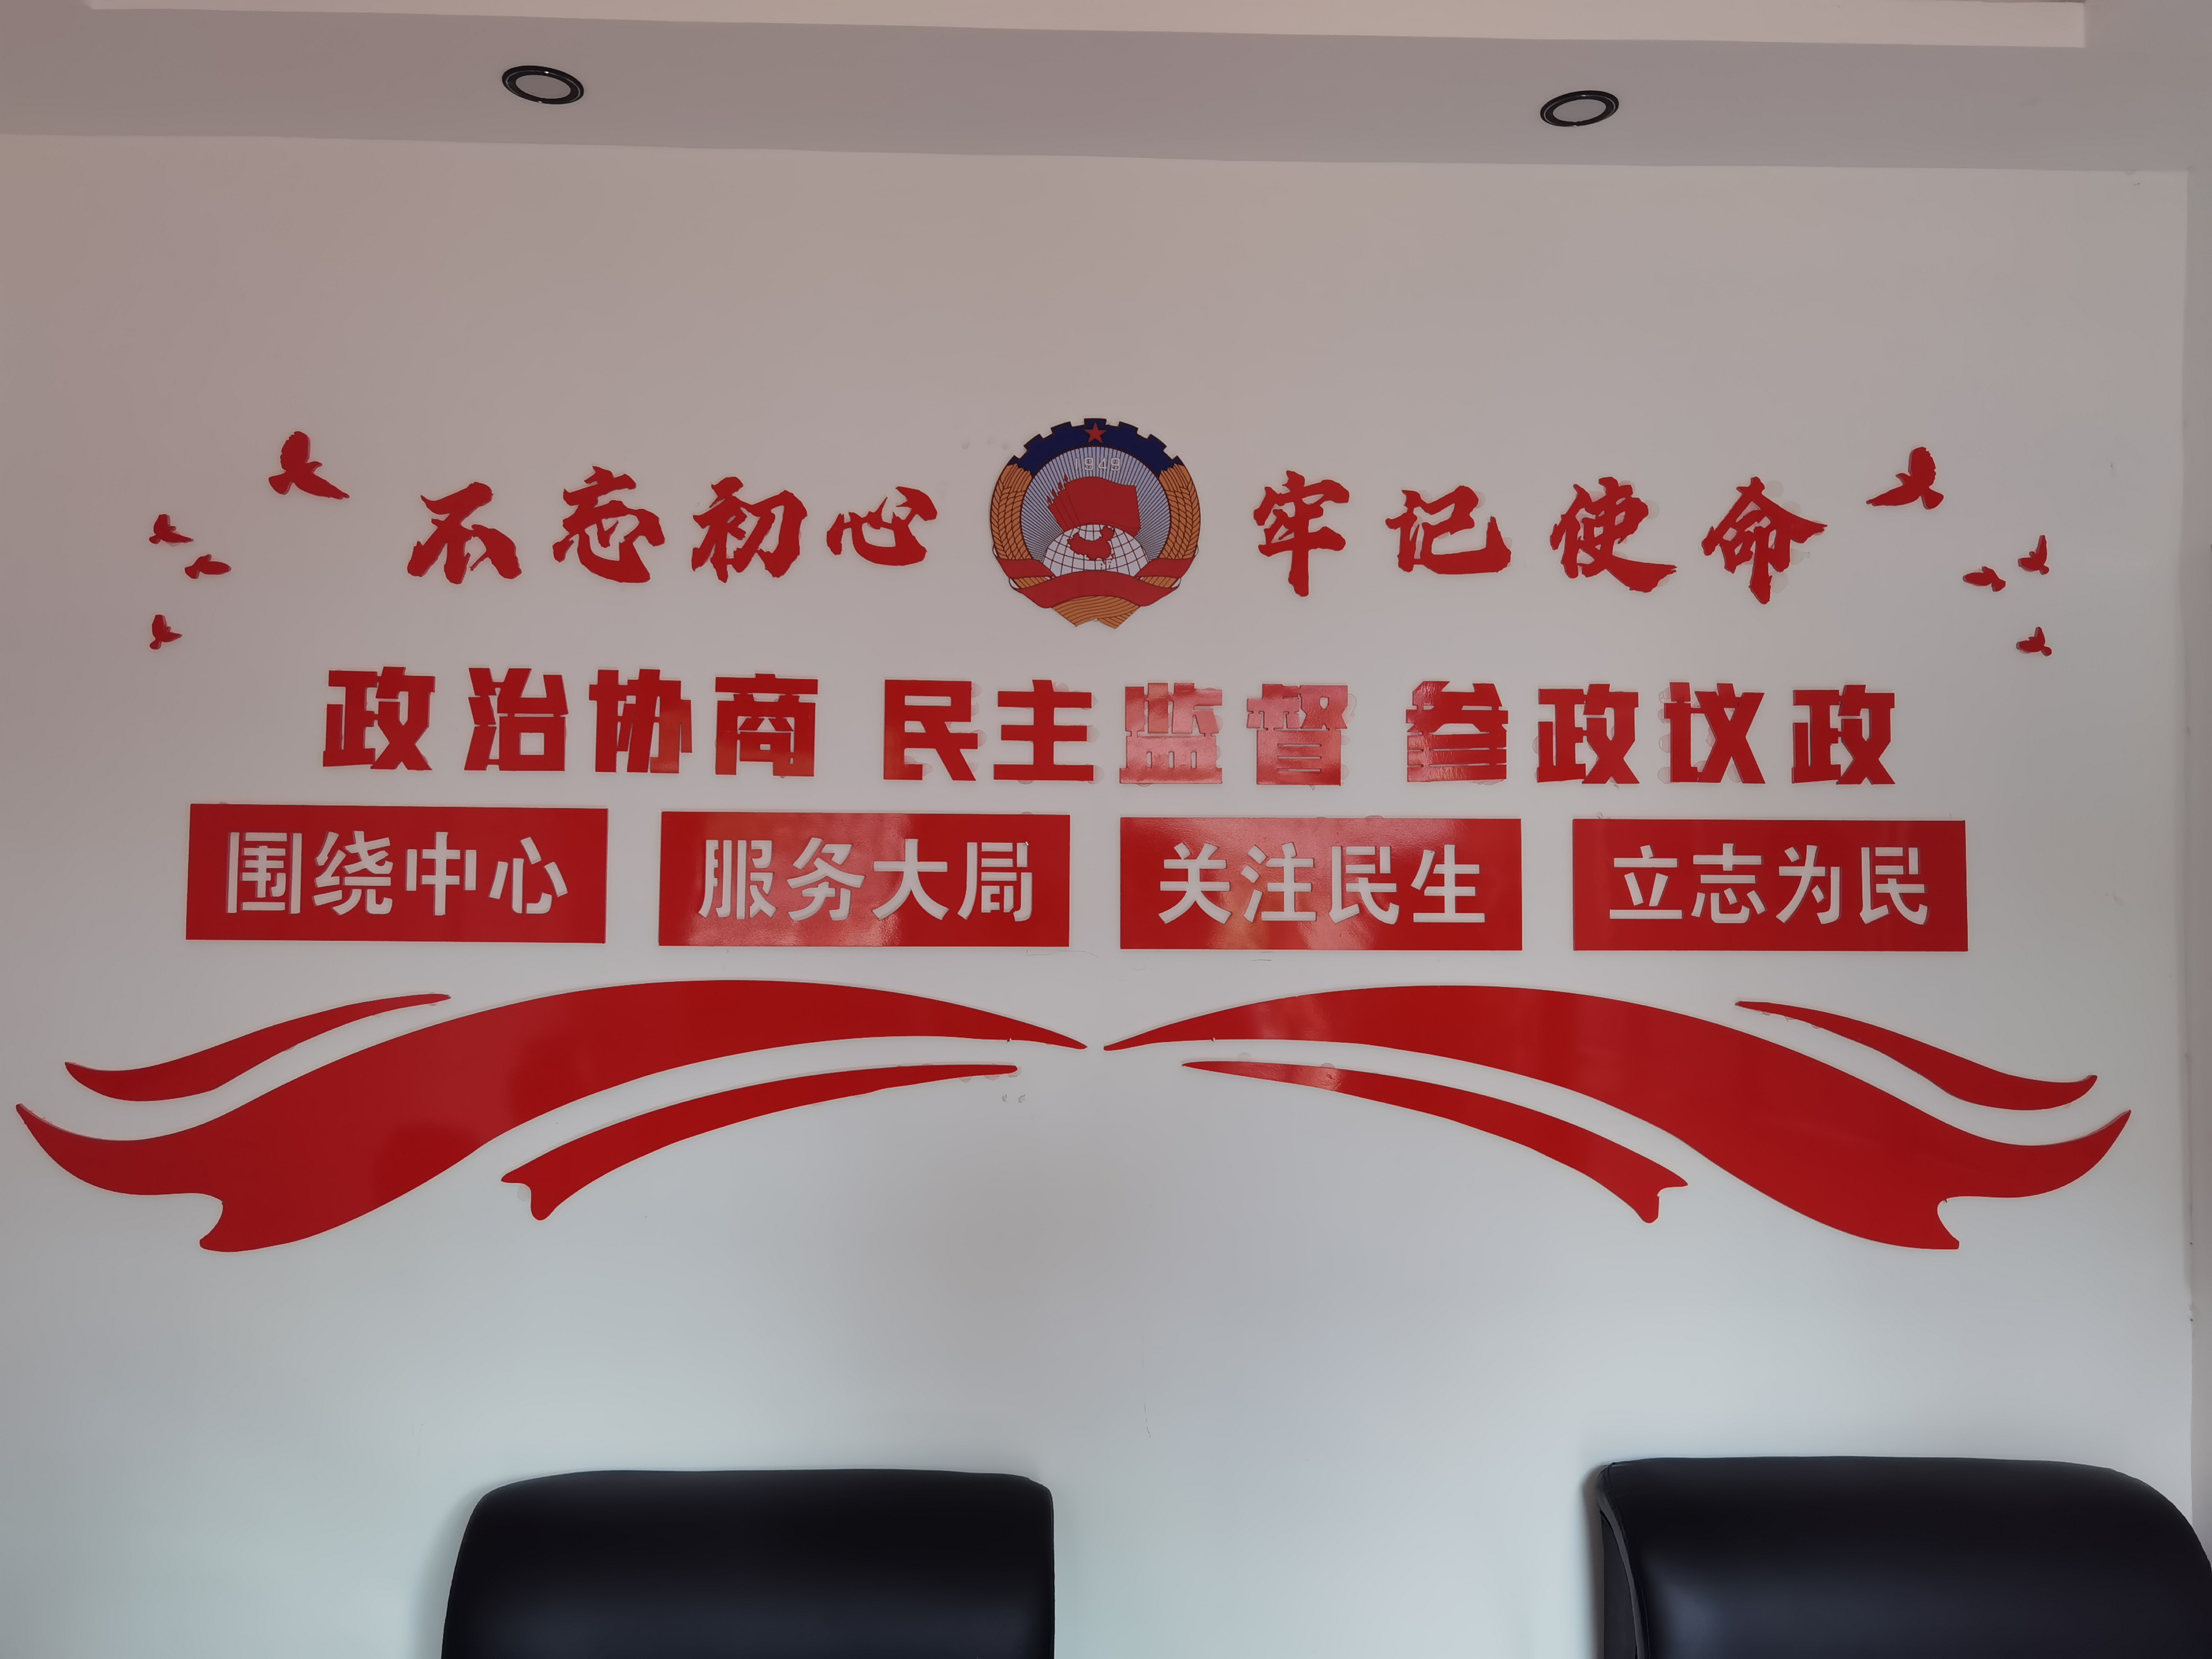 不忘初心 1949 牢记使命
政治协商 民主监督 参政议政
围绕中心 服务大局 关注民生 立志为民